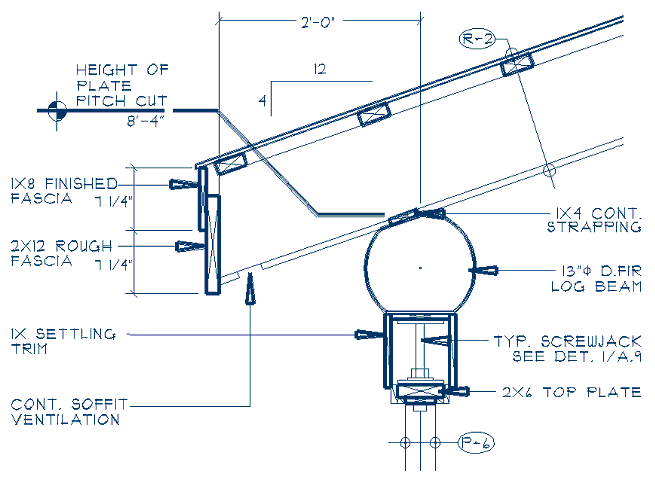 2'-0"
R-2
HEIGHT OF
PLATE
PITCH CUT
8'-4"
12
4
1X8 FINISHED
FASCIA
7 1/4"
2X12 ROUGH
FASCIA
7 1/4"
1X4 CONT.
STRAPPING
13"ϕ D.FIR
LOG BEAM
1X SETTLING
TRIM
TYP. SCREWJACK
SEE DET. 1/A.9
2X6 TOP PLATE
CONT. SOFFIT
VENTILATION
P-6